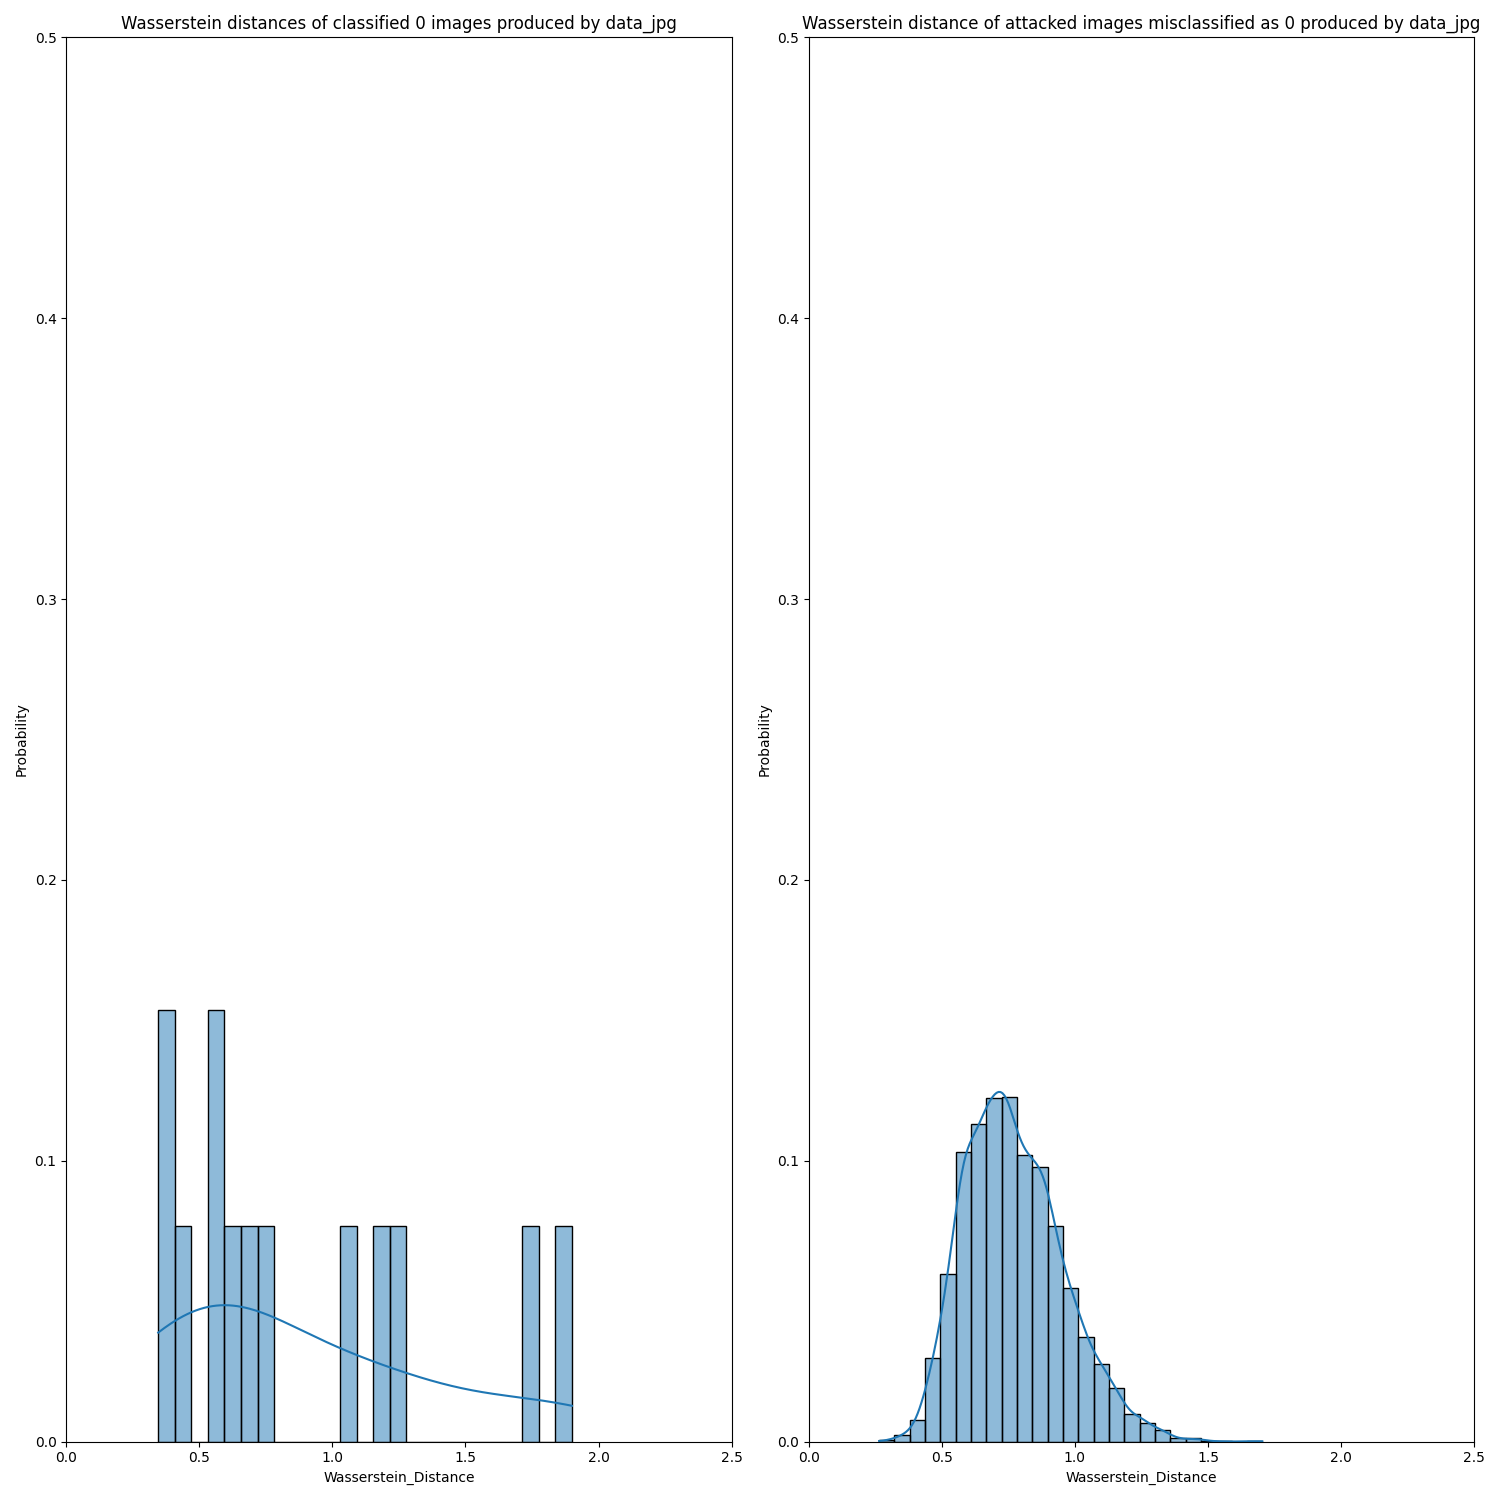 Wasserstein distances of classified 0 images produced by data_jpg
0.5
0.4
0.3
0.2
0.1
0.0
Probability
0.0 0.5 1.0 1.5 2.0 2.5
Wasserstein_Distance
Wasserstein distance of attacked images misclassified as 0 produced by data_jpg
0.5
0.4
0.3
0.2
0.1
0.0
Probability
0.0 0.5 1.0 1.5 2.0 2.5
Wasserstein_Distance